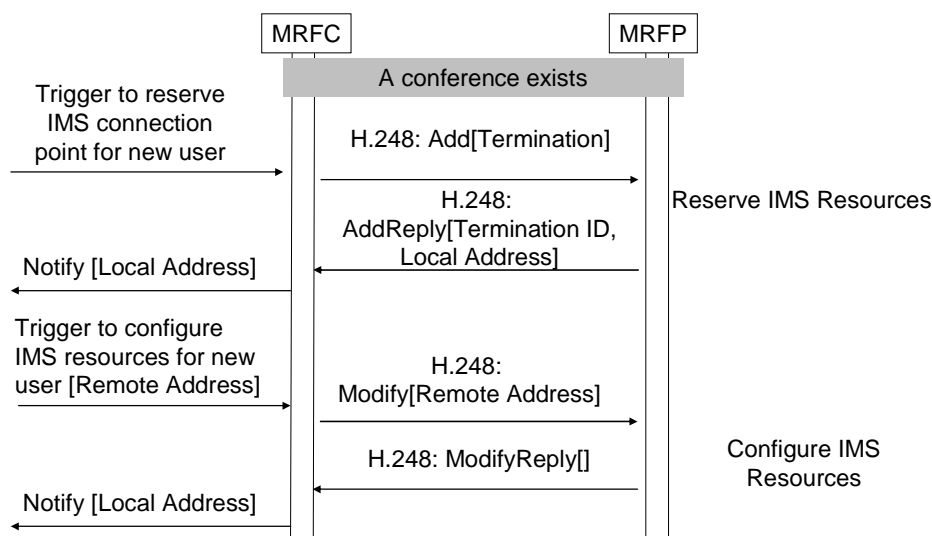 MRFC
MRFP
A conference exists
Trigger to reserve
IMS connection
point for new user
H.248: Add[Termination]
Reserve IMS Resources
H.248:
AddReply[Termination ID,
Local Address]
Notify [Local Address]
Trigger to configure
IMS resources for new
user [Remote Address]
H.248:
Modify[Remote Address]
Configure IMS
Resources
H.248: ModifyReply[]
Notify [Local Address]